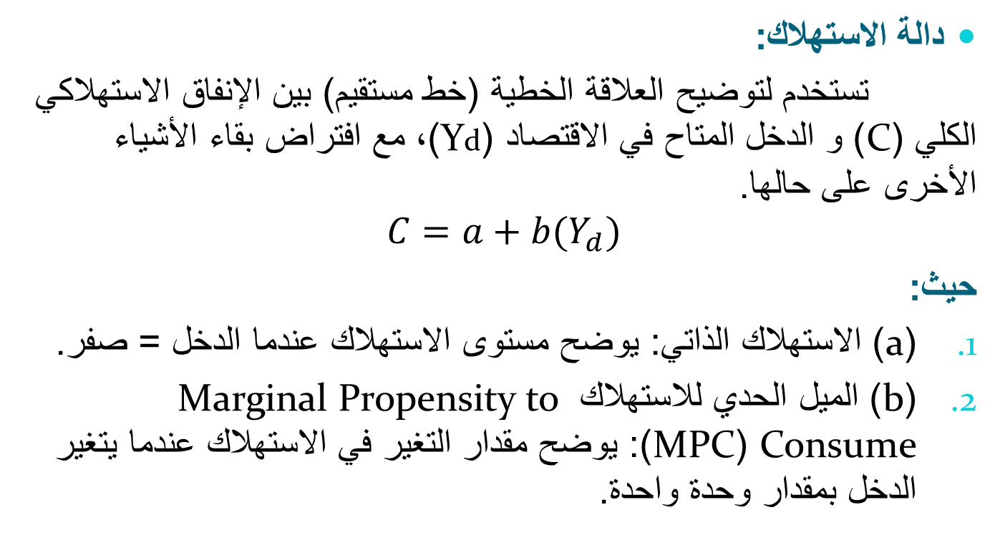 • دالة الاستهلاك:
تستخدم لتوضيح العلاقة الخطية (خط مستقيم) بين الإنفاق الاستهلاكي
الكلي (C) و الدخل المتاح في الاقتصاد (Yd)، مع افتراض بقاء الأشياء
الأخرى على حالها.
C = a + b(Y_d)
حيث:
1. (a) الاستهلاك الذاتي: يوضح مستوى الاستهلاك عندما الدخل = صفر.
2. (b) الميل الحدي للاستهلاك Marginal Propensity to
Consume (MPC): يوضح مقدار التغير في الاستهلاك عندما يتغير
الدخل بمقدار وحدة واحدة.